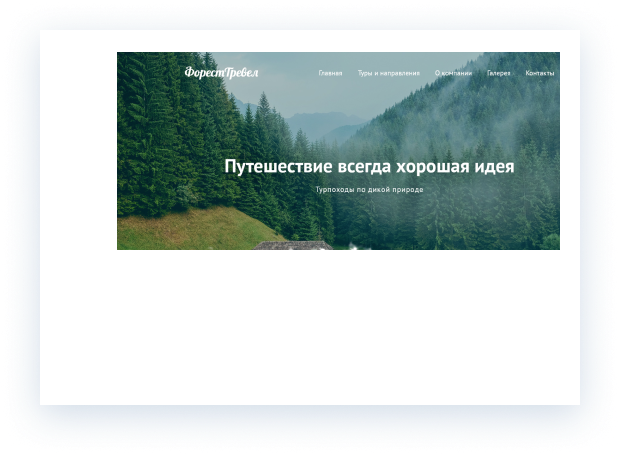 ФорестТревел
Главная Туры и направления О компании Галерея Контакты
Путешествие всегда хорошая идея
Турпоходы по дикой природе